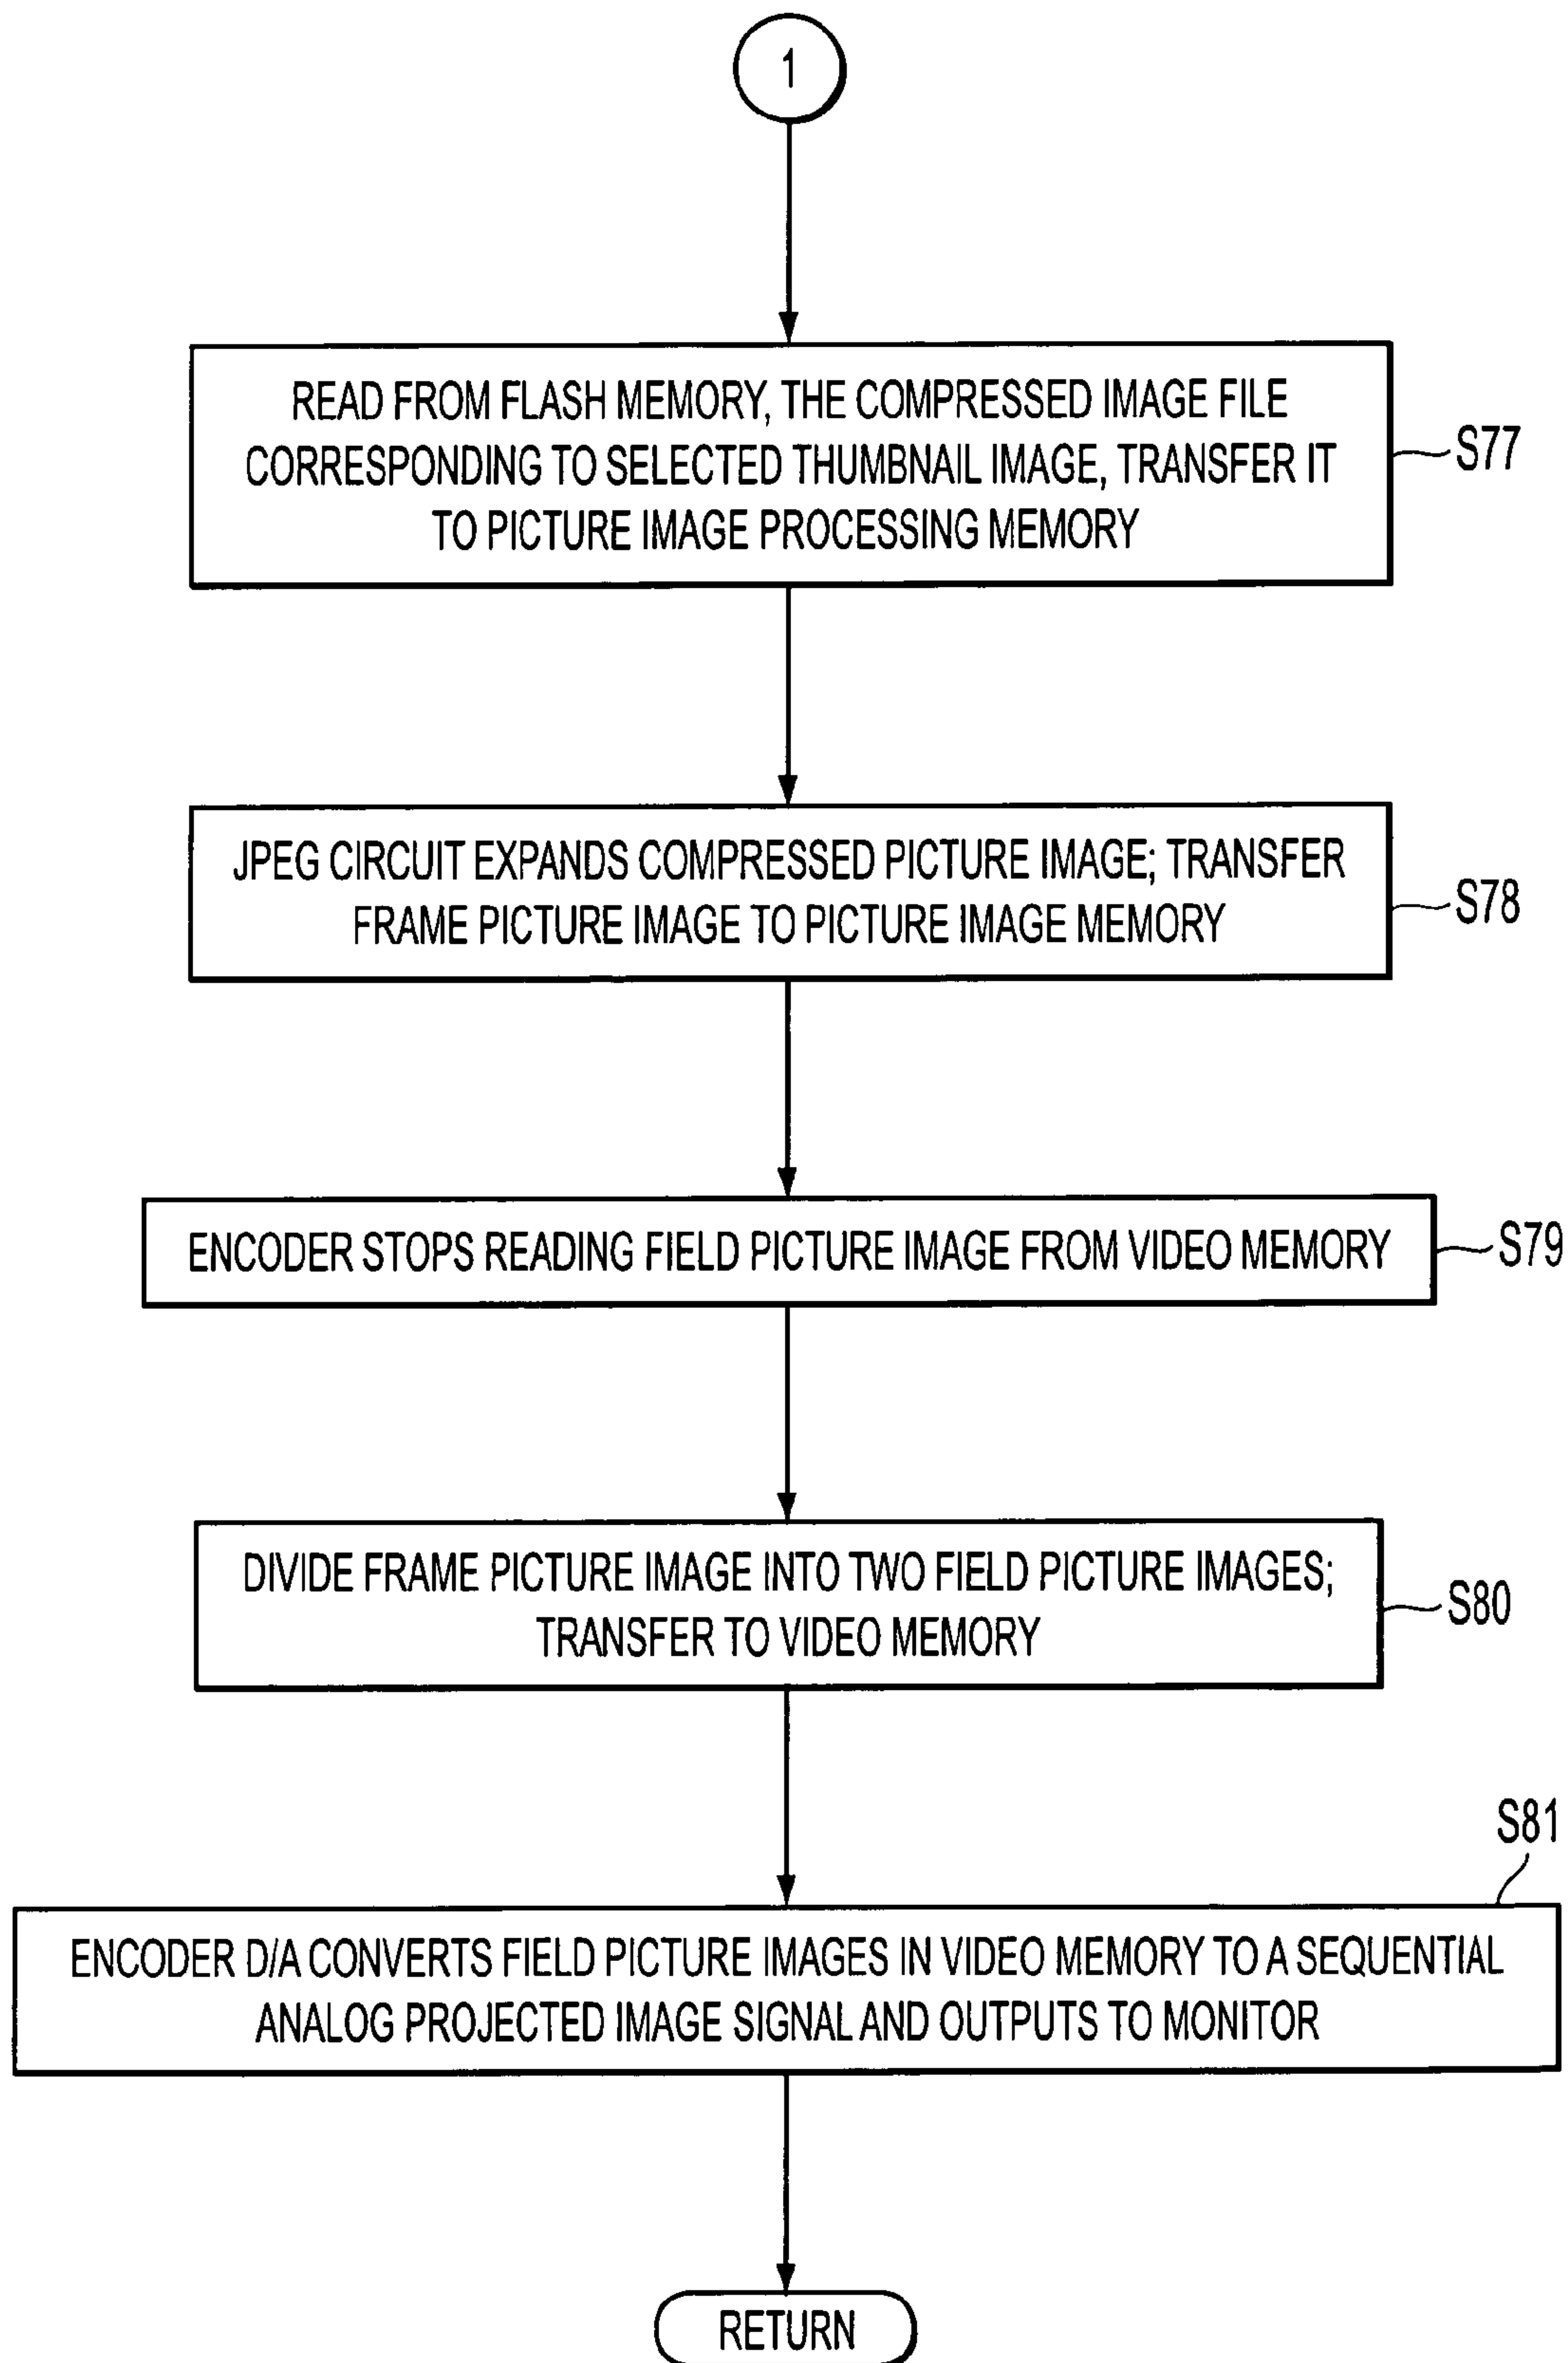 1
READ FROM FLASH MEMORY, THE COMPRESSED IMAGE FILE
CORRESPONDING TO SELECTED THUMBNAIL IMAGE, TRANSFER IT
TO PICTURE IMAGE PROCESSING MEMORY
S77
JPEG CIRCUIT EXPANDS COMPRESSED PICTURE IMAGE; TRANSFER
FRAME PICTURE IMAGE TO PICTURE IMAGE MEMORY
S78
ENCODER STOPS READING FIELD PICTURE IMAGE FROM VIDEO MEMORY
S79
DIVIDE FRAME PICTURE IMAGE INTO TWO FIELD PICTURE IMAGES;
TRANSFER TO VIDEO MEMORY
S80
S81
ENCODER D/A CONVERTS FIELD PICTURE IMAGES IN VIDEO MEMORY TO A SEQUENTIAL
ANALOG PROJECTED IMAGE SIGNAL AND OUTPUTS TO MONITOR
RETURN